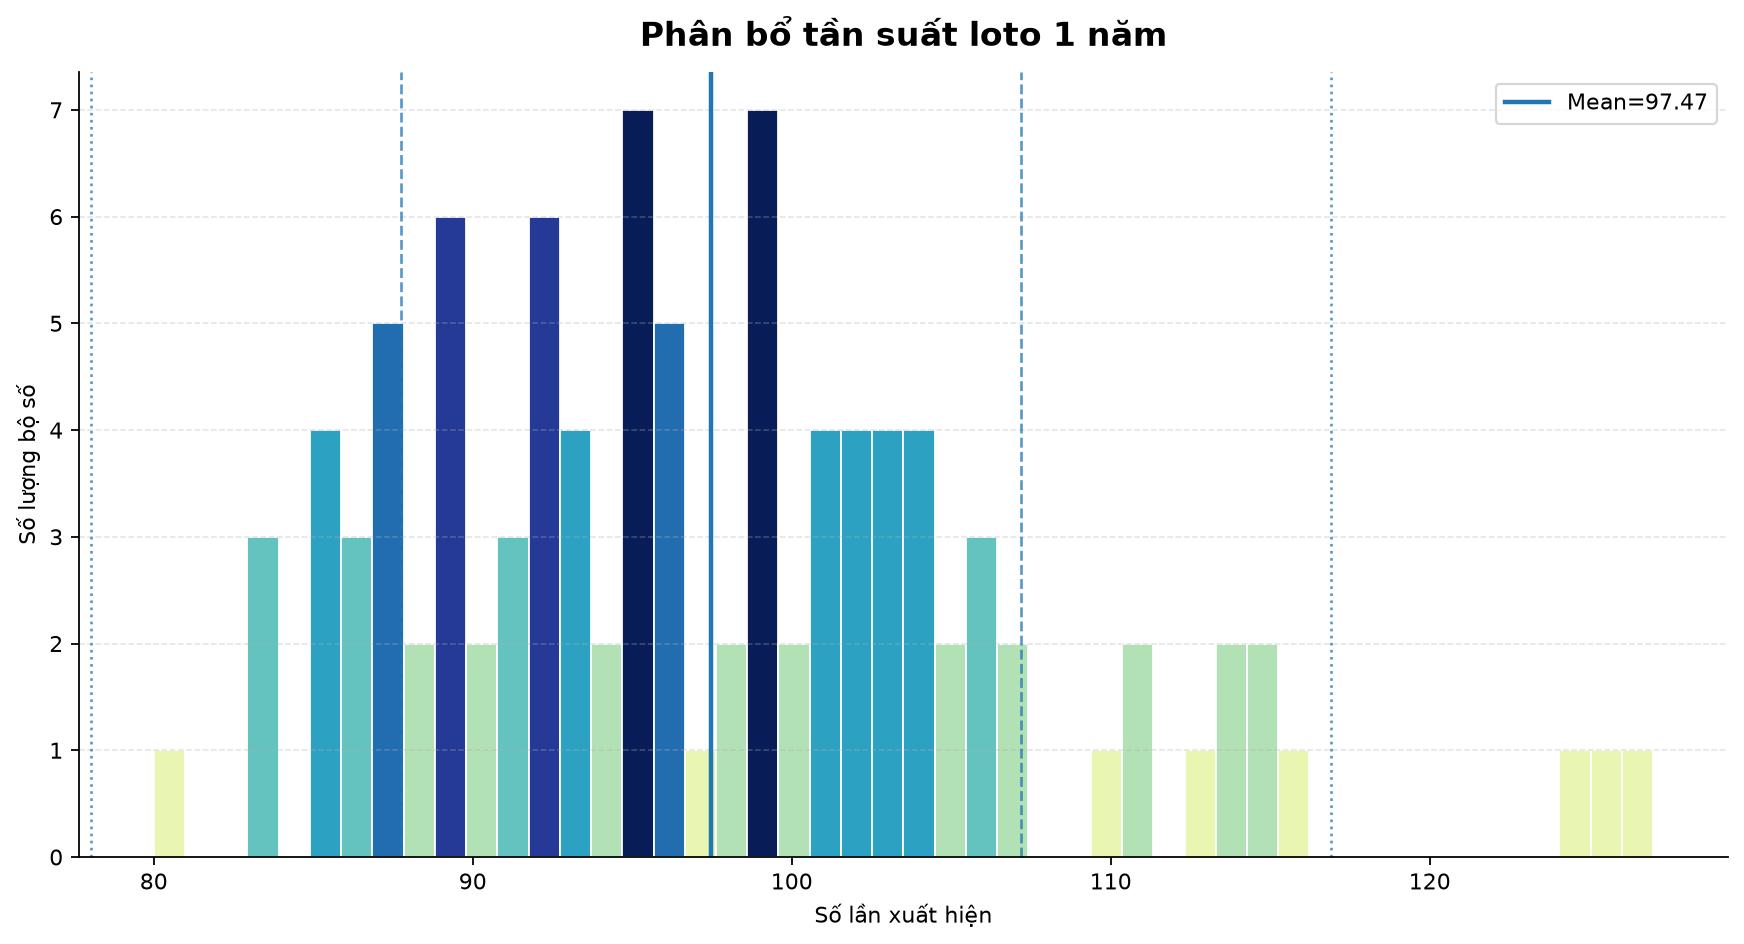 Phân bổ tần suất loto 1 năm
Mean=97.47
7
6
5
4
3
2
1
0
Số lượng bộ số
80 90 100 110 120
Số lần xuất hiện